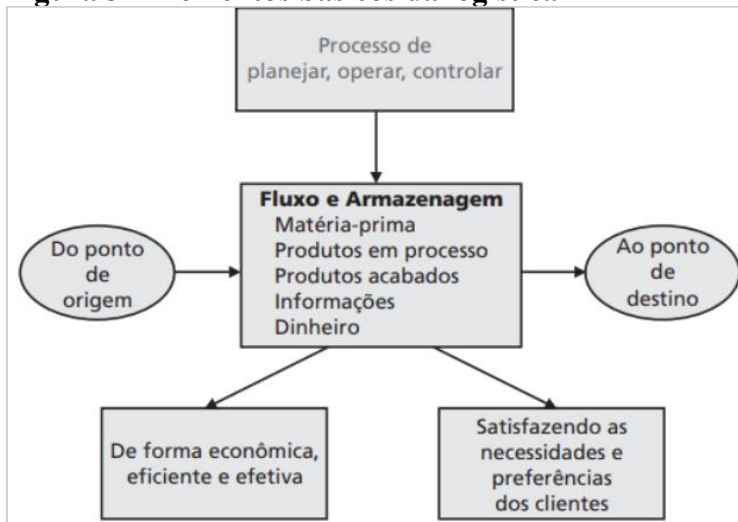 Processo de
planejar, operar, controlar
Fluxo e Armazenagem
Matéria-prima
Produtos em processo
Produtos acabados
Informações
Dinheiro
Do ponto
de
origem
Ao ponto
de
destino
De forma econômica,
eficiente e efetiva
Satisfazendo as
necessidades e
preferências
dos clientes